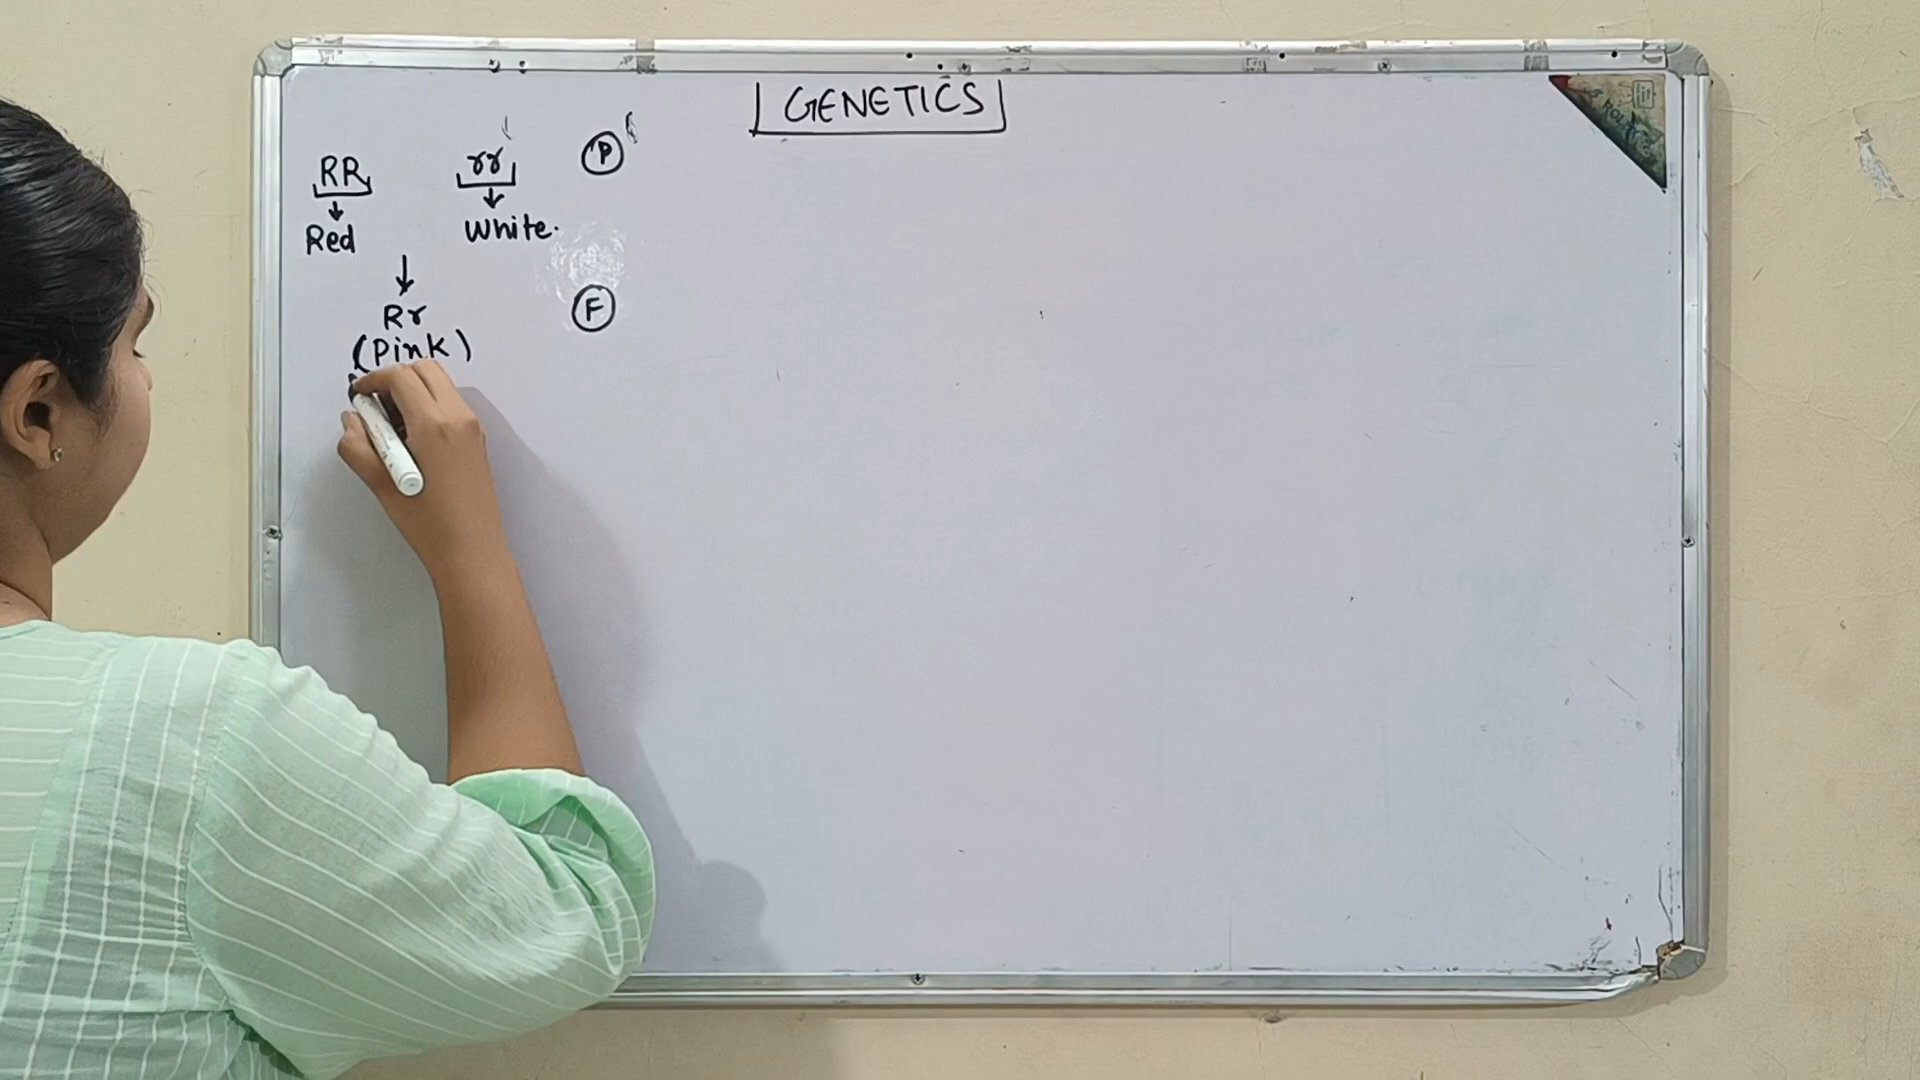 GENETICS
RR rr P
Red White.
Rr F
(Pink)